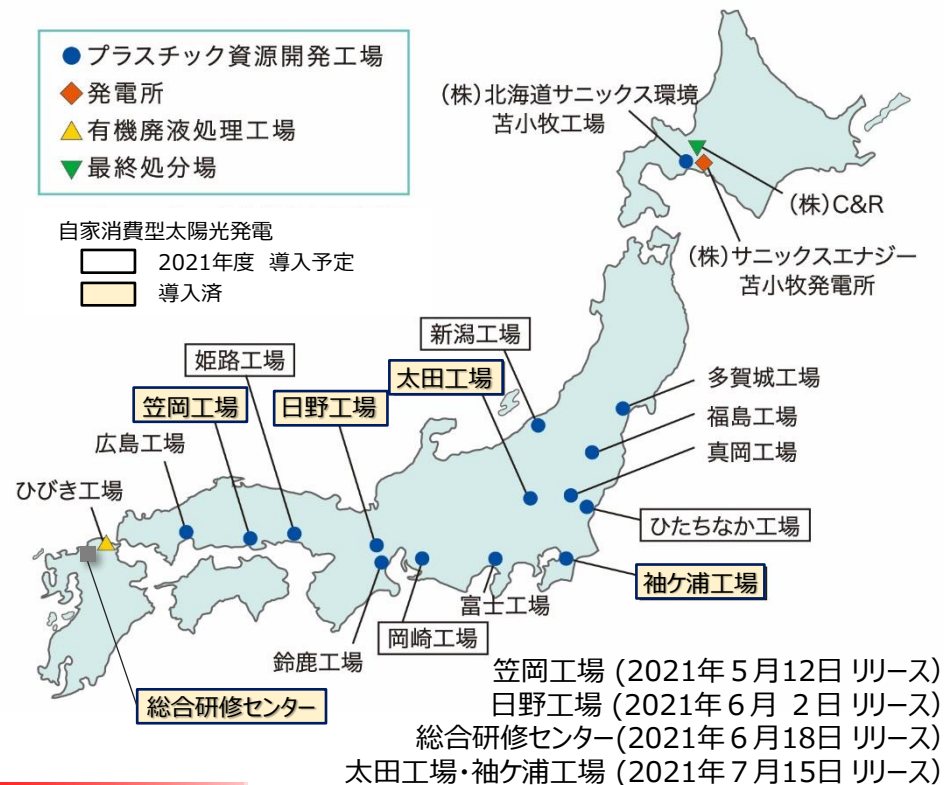 プラスチック資源開発工場
発電所
有機廃液処理工場
最終処分場
自家消費型太陽光発電
2021年度 導入予定
導入済
(株)北海道サニックス環境
苫小牧工場
(株)C&R
(株)サニックスエナジー
苫小牧発電所
新潟工場
姫路工場
太田工場
笠岡工場
日野工場
広島工場
ひびき工場
多賀城工場
福島工場
真岡工場
ひたちなか工場
袖ケ浦工場
富士工場
岡崎工場
鈴鹿工場
総合研修センター
笠岡工場 (2021年5月12日 リリース)
日野工場 (2021年6月 2日 リリース)
総合研修センター(2021年6月18日 リリース)
太田工場・袖ケ浦工場 (2021年7月15日 リリース)